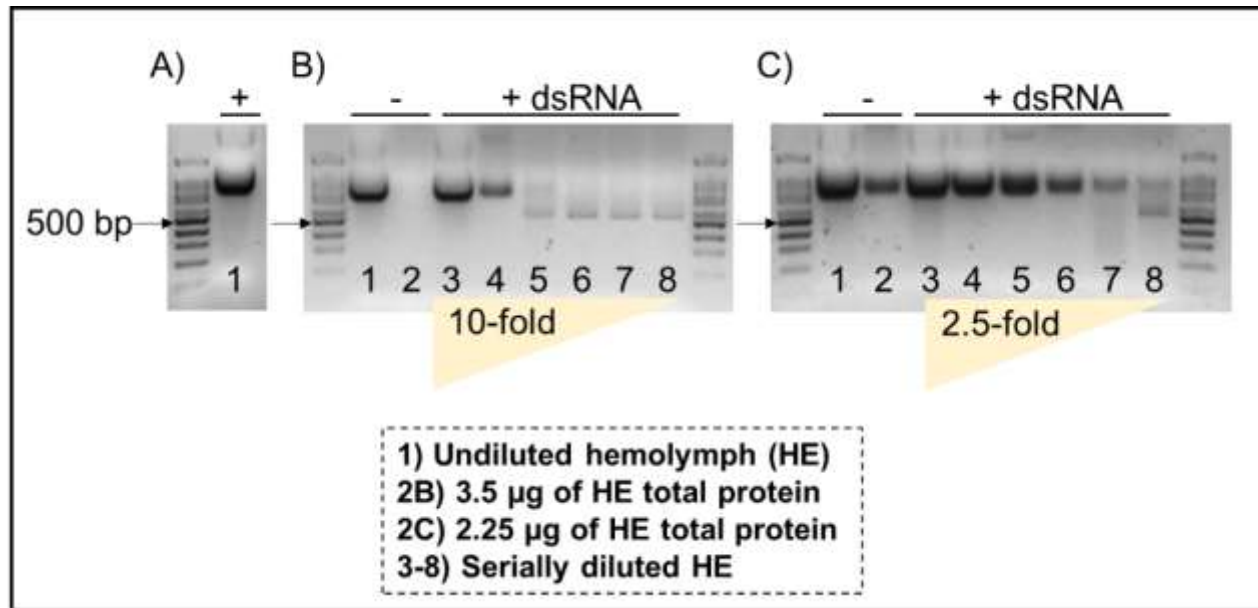 A) B) C)
+ - + dsRNA - + dsRNA
500 bp
1 1 2 3 4 5 6 7 8 1 2 3 4 5 6 7 8
10-fold 2.5-fold
1) Undiluted hemolymph (HE)
2B) 3.5 µg of HE total protein
2C) 2.25 µg of HE total protein
3-8) Serially diluted HE